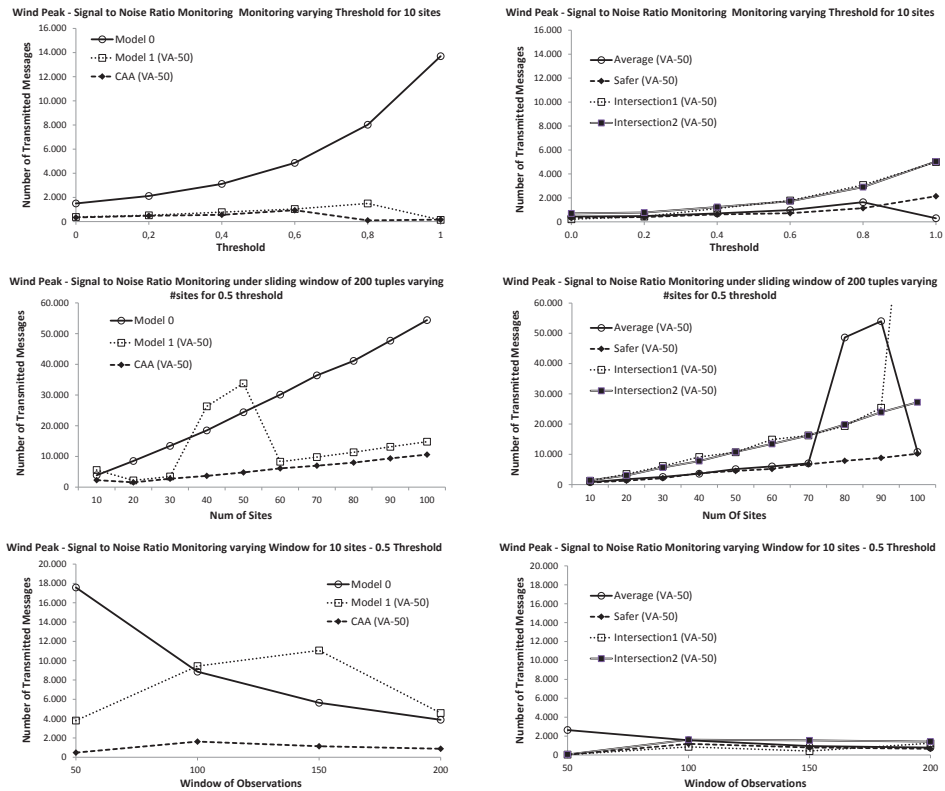 Wind Peak - Signal to Noise Ratio Monitoring Monitoring varying Threshold for 10 sites
Number of Transmitted Messages
16.000
14.000
12.000
10.000
8.000
6.000
4.000
2.000
0
Model 0
Model 1 (VA-50)
CAA (VA-50)
0 0,2 0,4 0,6 0,8 1
Threshold
Wind Peak - Signal to Noise Ratio Monitoring Monitoring varying Threshold for 10 sites
Number of Transmitted Messages
16.000
14.000
12.000
10.000
8.000
6.000
4.000
2.000
0
Average (VA-50)
Safer (VA-50)
Intersection1 (VA-50)
Intersection2 (VA-50)
0.0 0.2 0.4 0.6 0.8 1.0
Threshold
Wind Peak - Signal to Noise Ratio Monitoring under sliding window of 200 tuples varying
#sites for 0.5 threshold
Number of Transmitted Messages
60.000
50.000
40.000
30.000
20.000
10.000
0
Model 0
Model 1 (VA-50)
CAA (VA-50)
10 20 30 40 50 60 70 80 90 100
Num of Sites
Wind Peak - Signal to Noise Ratio Monitoring under sliding window of 200 tuples varying
#sites for 0.5 threshold
Number of Transmitted Messages
60.000
50.000
40.000
30.000
20.000
10.000
0
Average (VA-50)
Safer (VA-50)
Intersection1 (VA-50)
Intersection2 (VA-50)
10 20 30 40 50 60 70 80 90 100
Num Of Sites
Wind Peak - Signal to Noise Ratio Monitoring varying Window for 10 sites - 0.5 Threshold
Number of Transmitted Messages
20.000
18.000
16.000
14.000
12.000
10.000
8.000
6.000
4.000
2.000
0
Model 0
Model 1 (VA-50)
CAA (VA-50)
50 100 150 200
Window of Observations
Wind Peak - Signal to Noise Ratio Monitoring varying Window for 10 sites - 0.5 Threshold
Number of Transmitted Messages
20.000
18.000
16.000
14.000
12.000
10.000
8.000
6.000
4.000
2.000
0
Average (VA-50)
Safer (VA-50)
Intersection1 (VA-50)
Intersection2 (VA-50)
50 100 150 200
Window of Observations